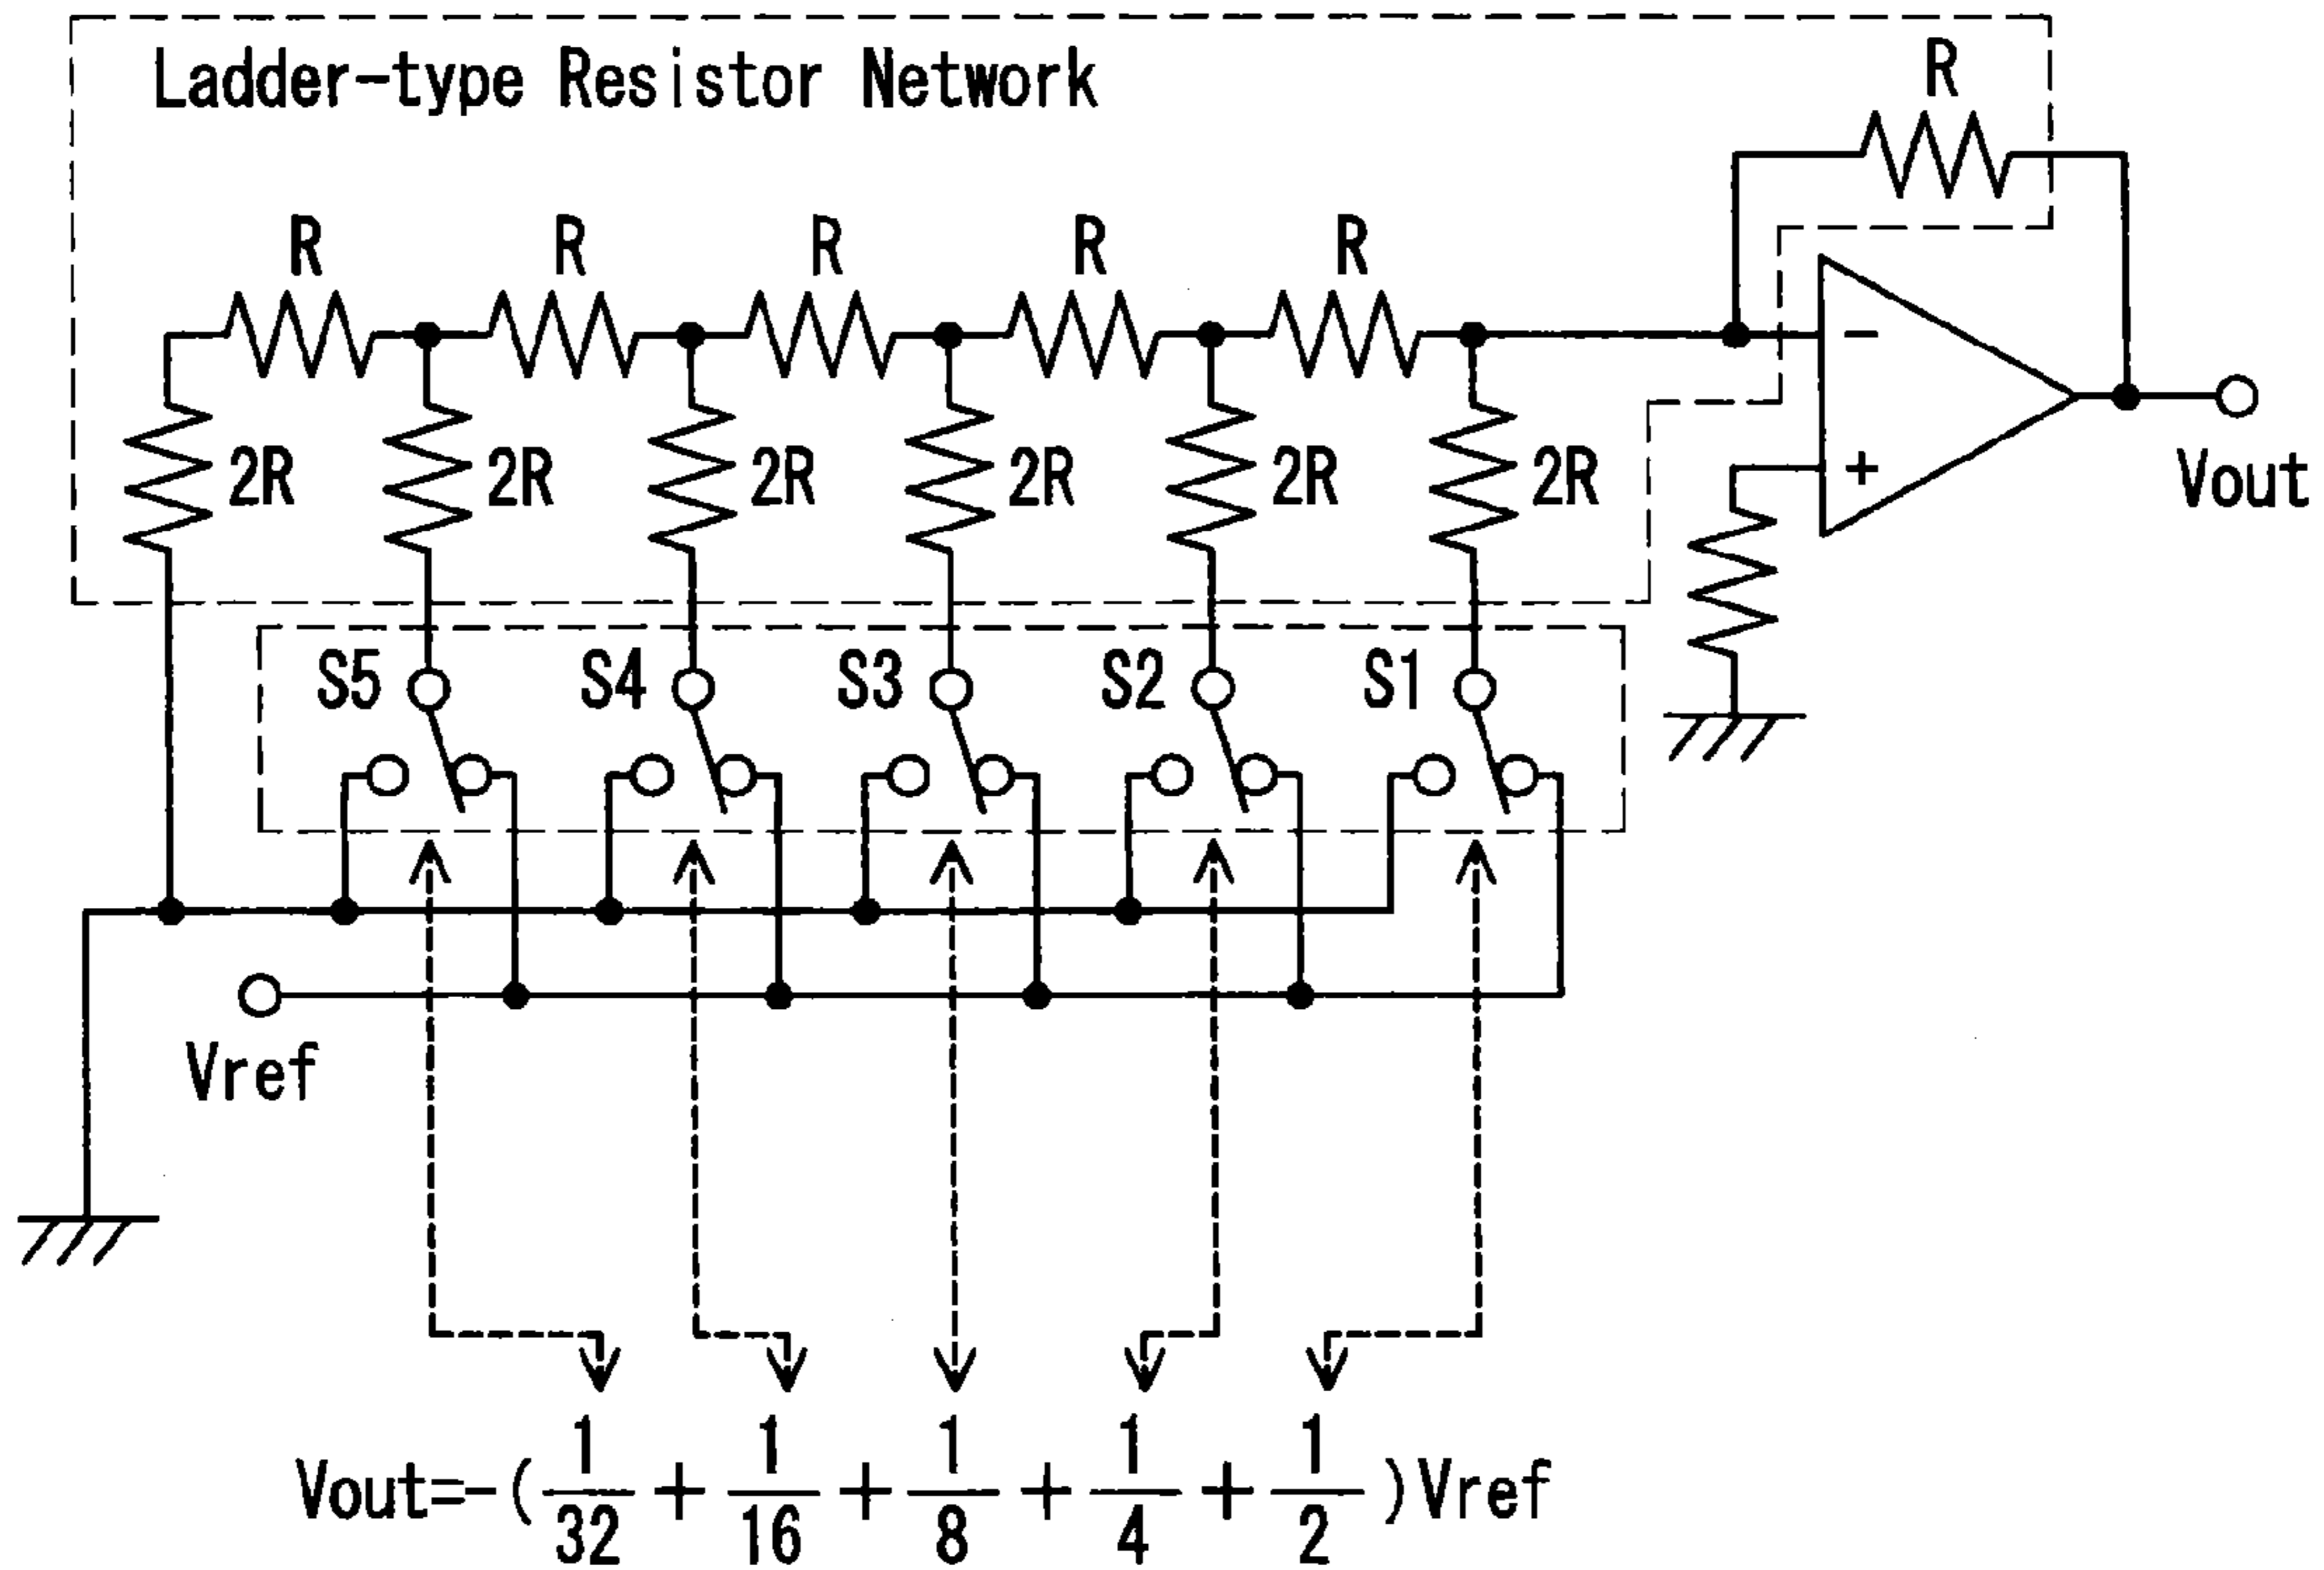 Ladder-type Resistor Network
R
R R R R R
− +
2R 2R 2R 2R 2R 2R
Vout
S5 S4 S3 S2 S1
Vref
Vout=-(1/32+1/16+1/8+1/4+1/2)Vref